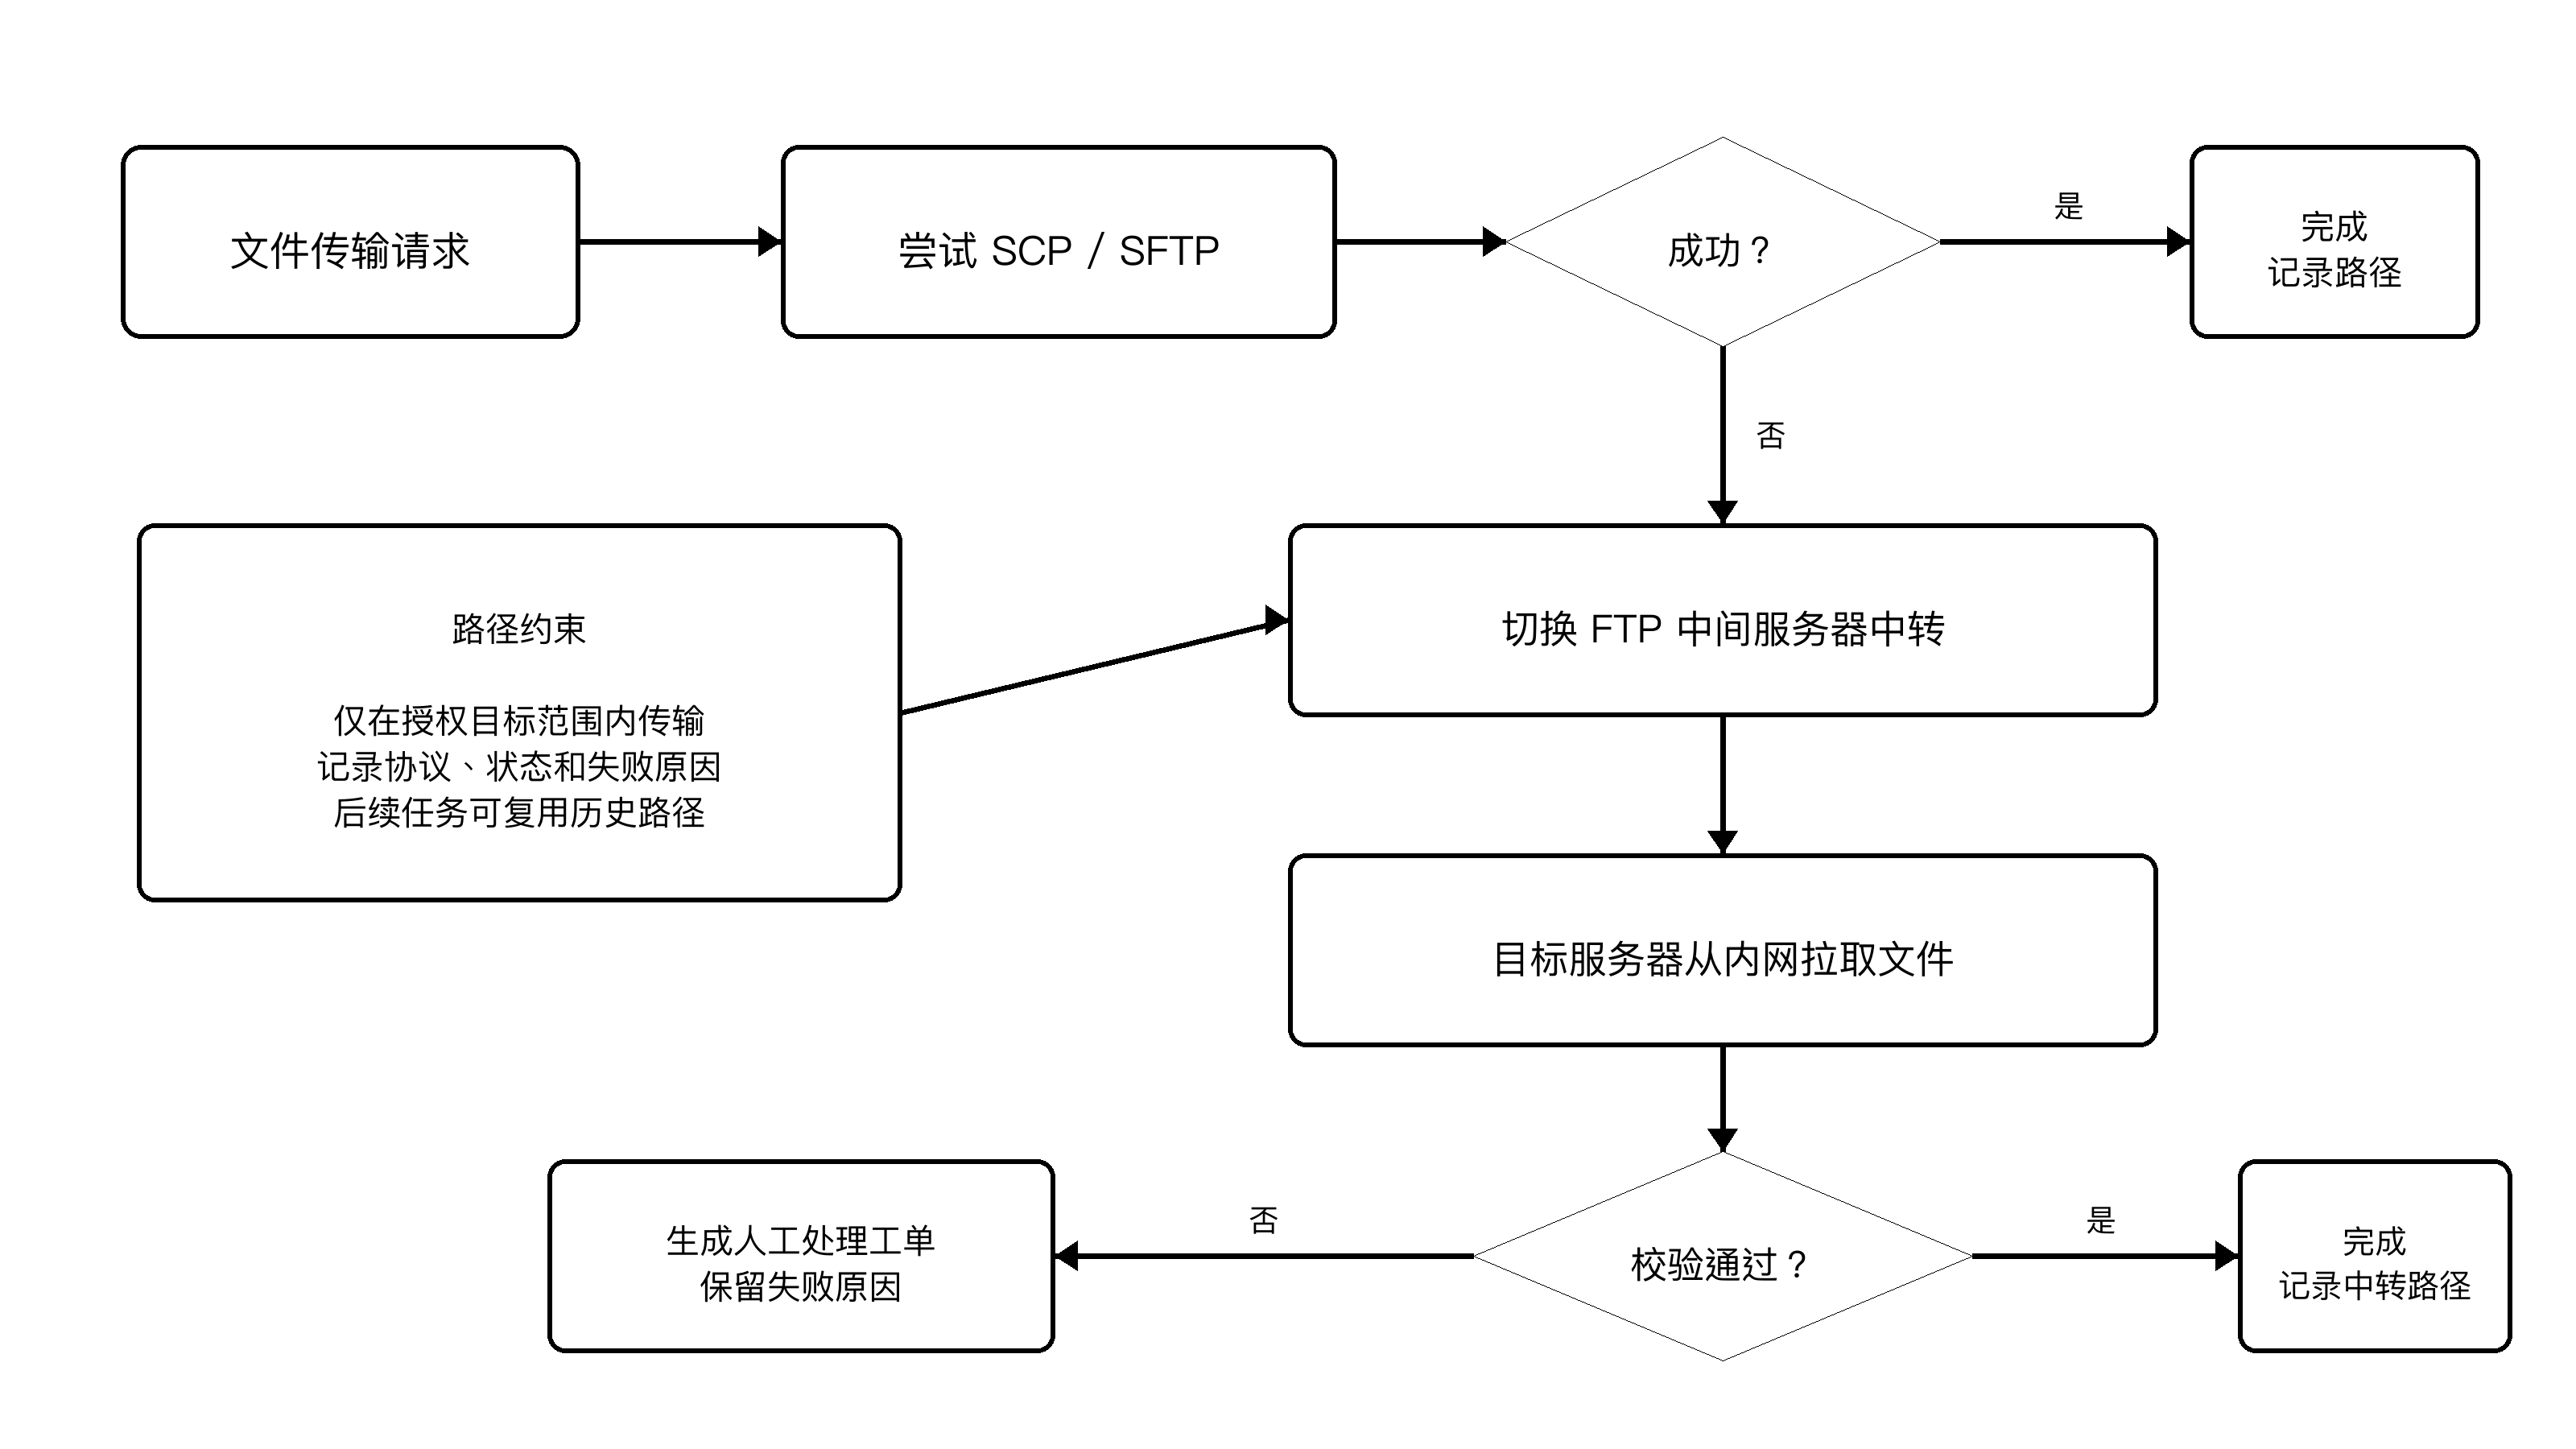 文件传输请求
尝试 SCP / SFTP
成功？
是
完成
记录路径
否
路径约束
仅在授权目标范围内传输
记录协议、状态和失败原因
后续任务可复用历史路径
切换 FTP 中间服务器中转
目标服务器从内网拉取文件
生成人工处理工单
保留失败原因
否
校验通过？
是
完成
记录中转路径